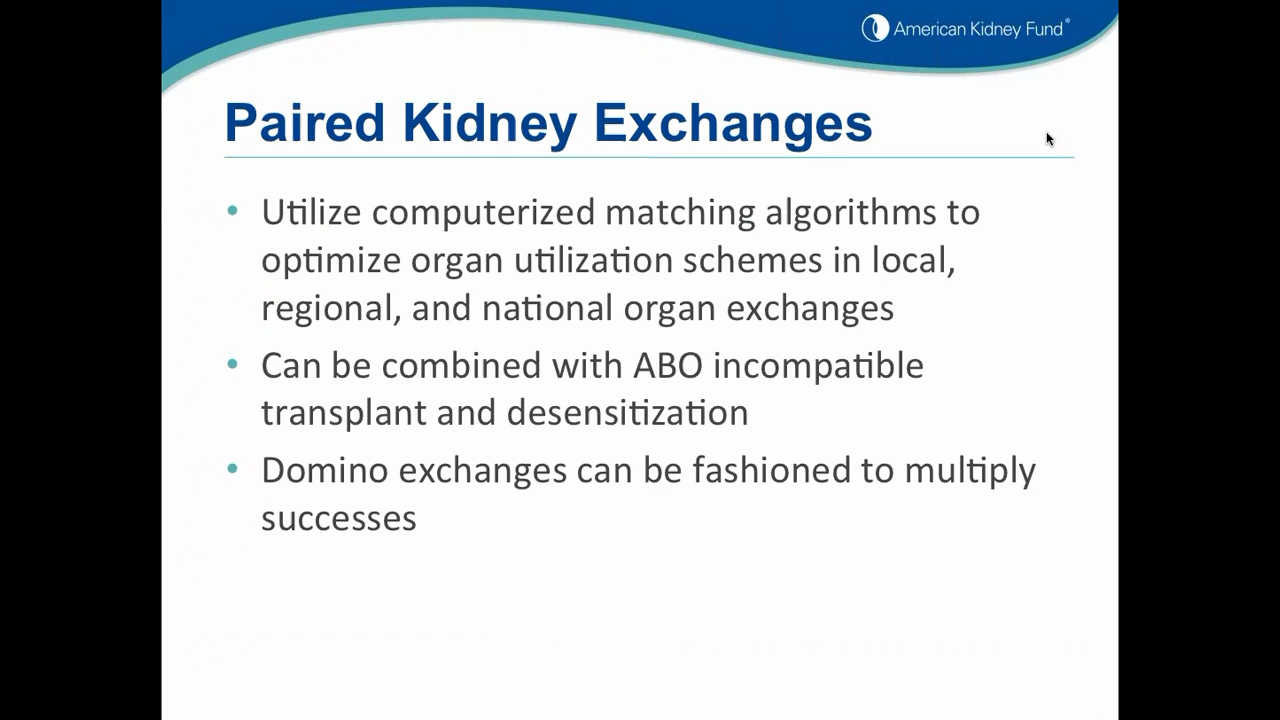 American Kidney Fund®
Paired Kidney Exchanges
• Utilize computerized matching algorithms to
optimize organ utilization schemes in local,
regional, and national organ exchanges
• Can be combined with ABO incompatible
transplant and desensitization
• Domino exchanges can be fashioned to multiply
successes